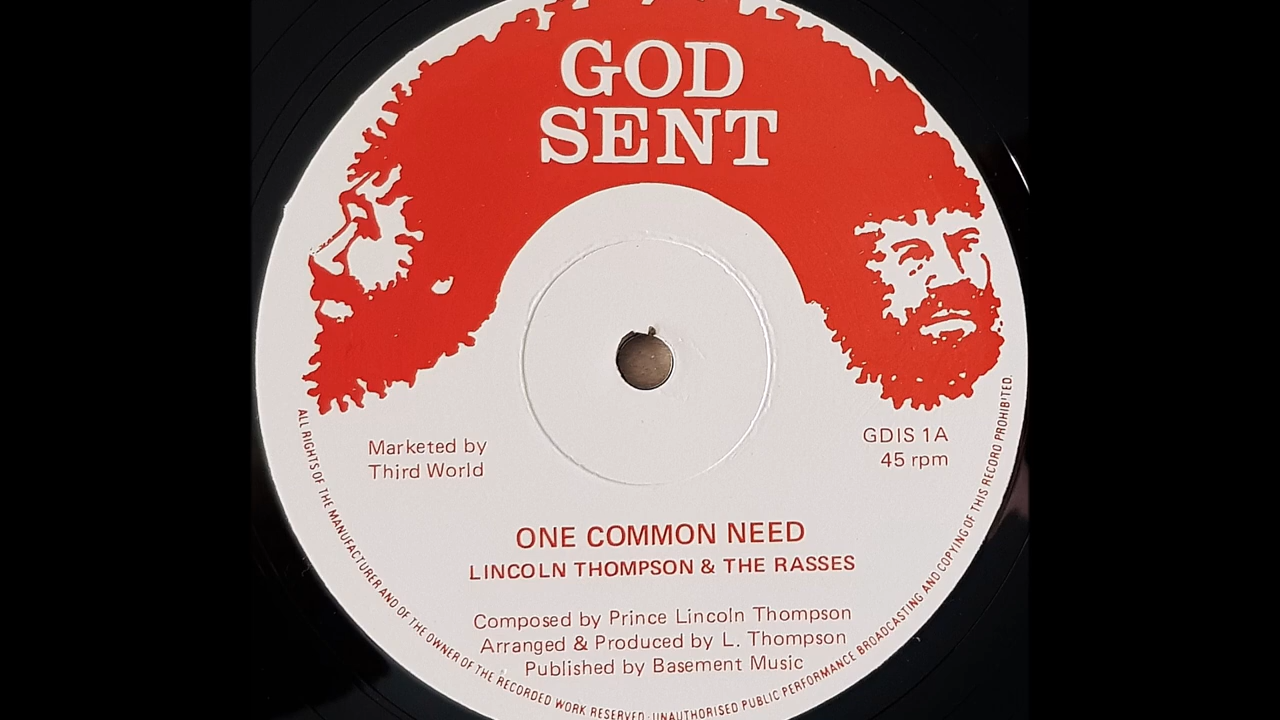 GOD
SENT
Marketed by
Third World
GDIS 1A
45 rpm
ONE COMMON NEED
LINCOLN THOMPSON & THE RASSES
Composed by Prince Lincoln Thompson
Arranged & Produced by L. Thompson
Published by Basement Music
ALL RIGHTS OF THE MANUFACTURER AND OF THE OWNER OF THE RECORDED WORK RESERVED · UNAUTHORISED PUBLIC PERFORMANCE BROADCASTING AND COPYING OF THIS RECORD PROHIBITED.